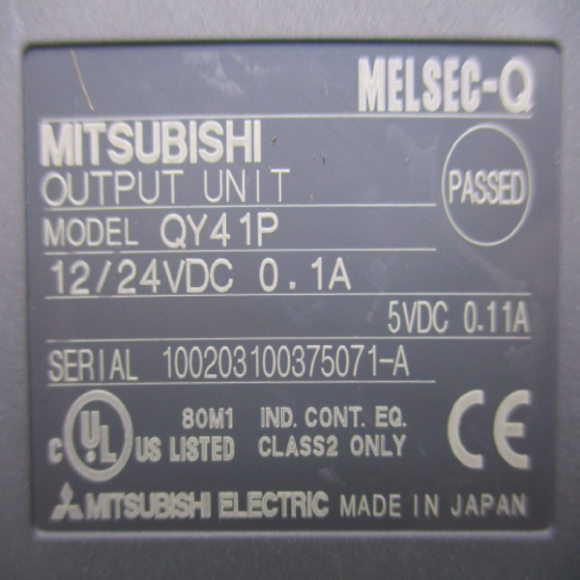 MELSEC-Q
MITSUBISHI
OUTPUT UNIT
PASSED
MODEL QY41P
12/24VDC 0.1A
5VDC 0.11A
SERIAL 100203100375071-A
C UL US LISTED
80M1 IND. CONT. EQ.
CLASS2 ONLY
CE
MITSUBISHI ELECTRIC MADE IN JAPAN